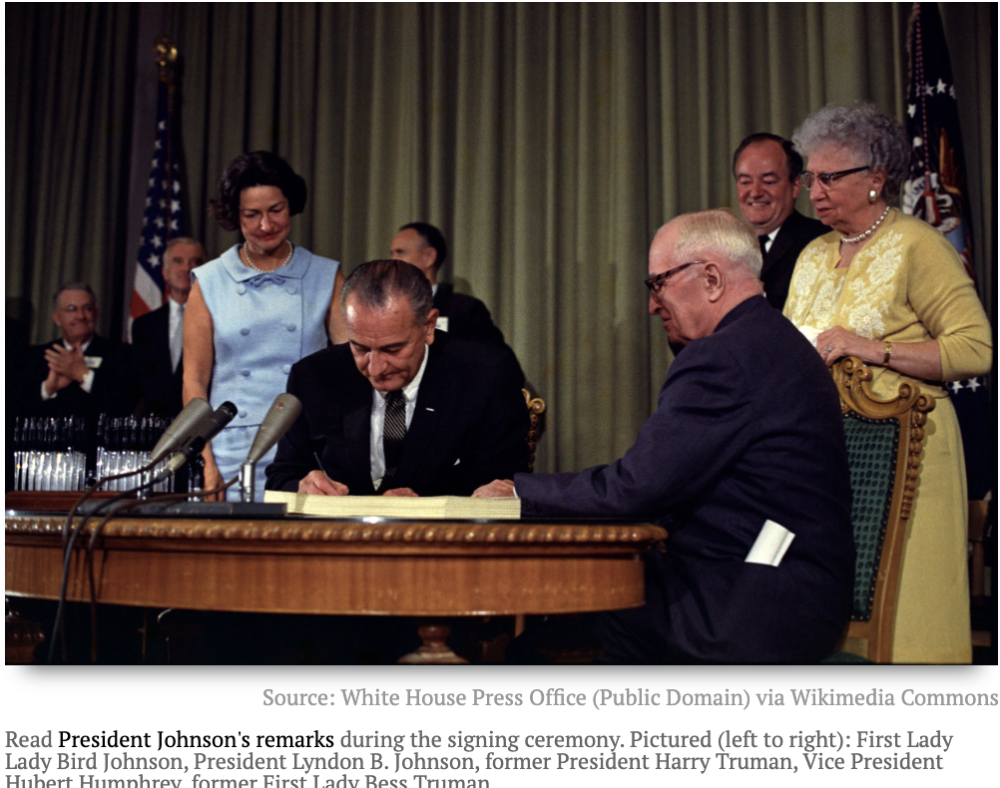 Source: White House Press Office (Public Domain) via Wikimedia Commons
Read President Johnson's remarks during the signing ceremony. Pictured (left to right): First Lady
Lady Bird Johnson, President Lyndon B. Johnson, former President Harry Truman, Vice President
Hubert Humphrey, former First Lady Bess Truman